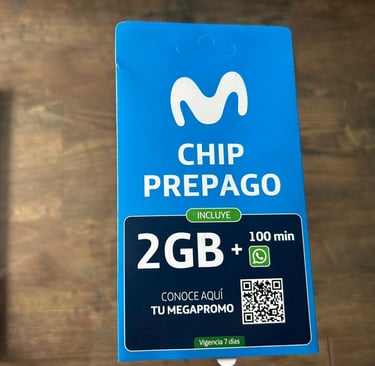 CHIP
PREPAGO
INCLUYE
2GB + 100 min
CONOCE AQUÍ
TU MEGAPROMO
Vigencia 7 días